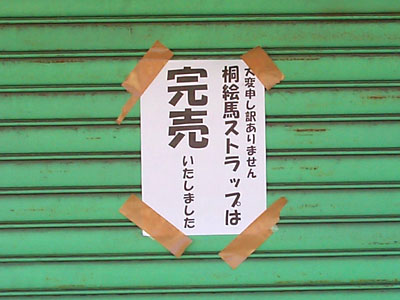 大変申し訳ありません
桐絵馬ストラップは
完売いたしました